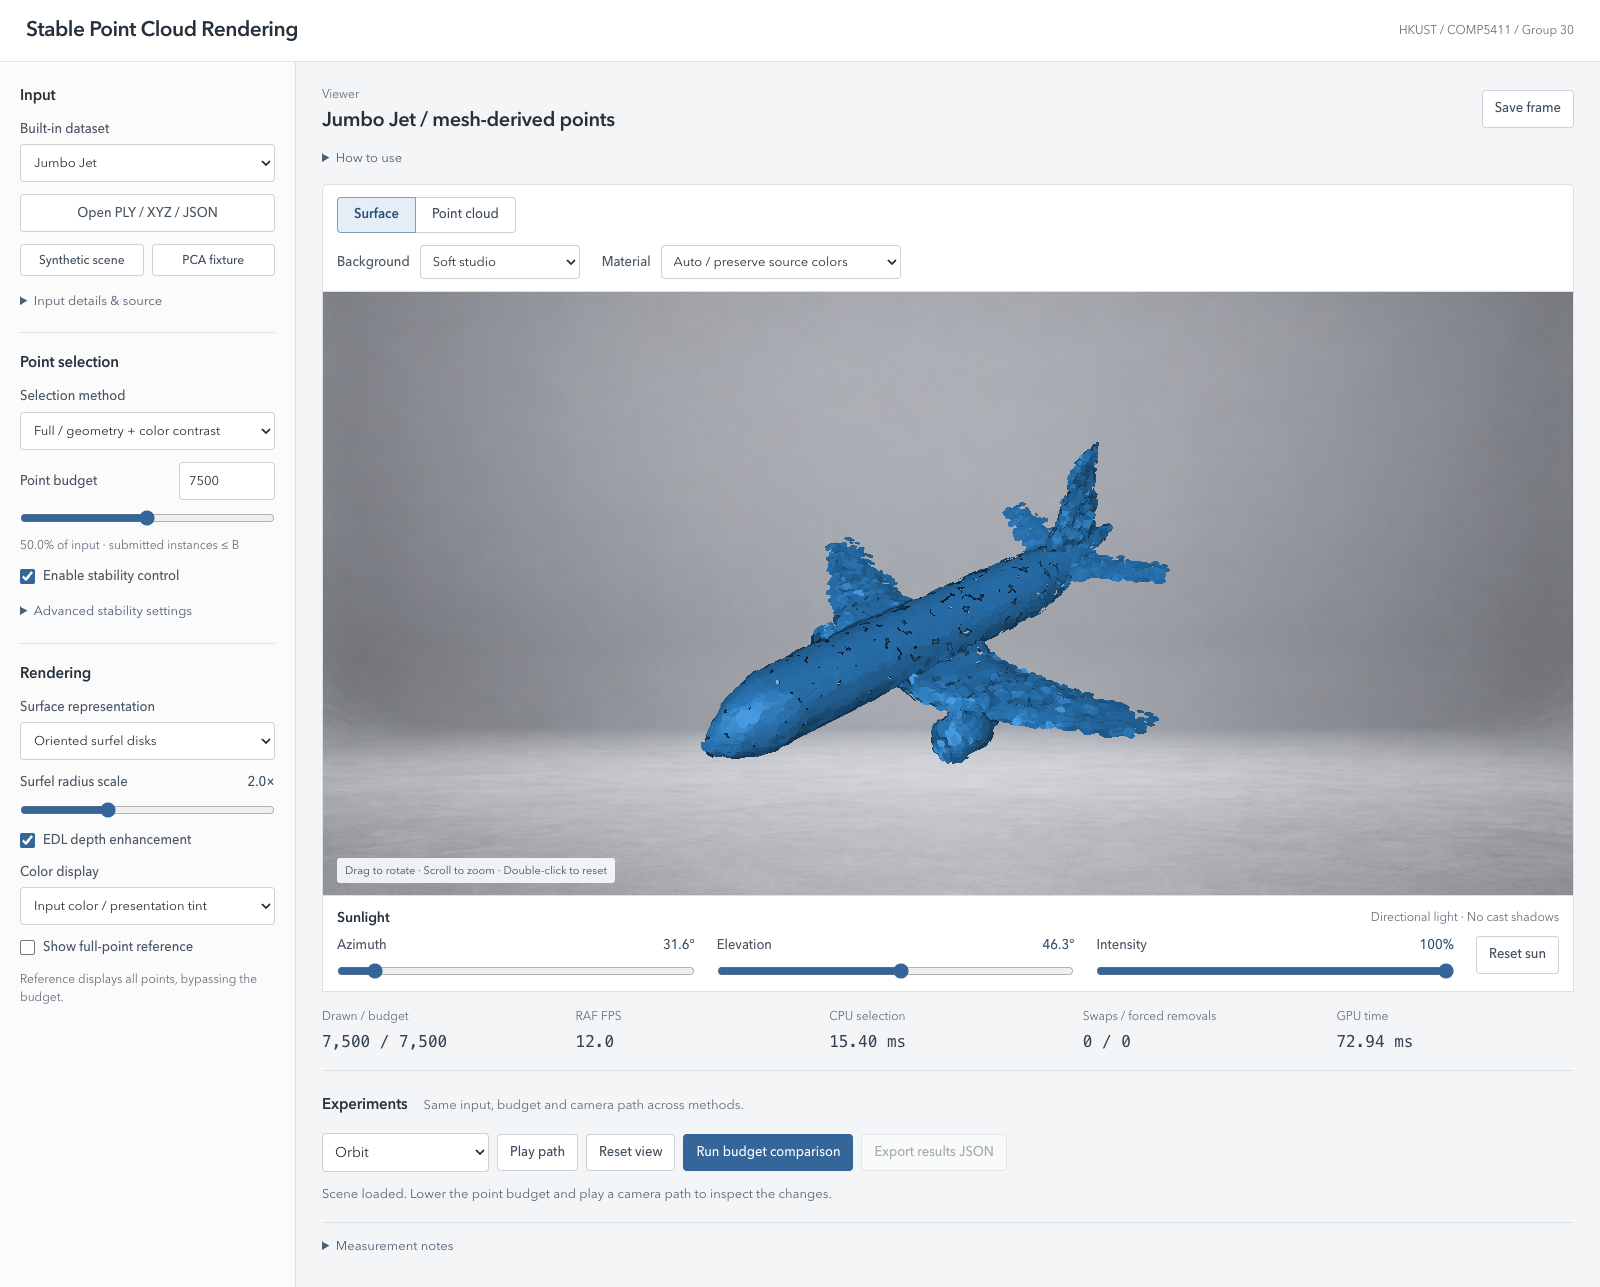 Stable Point Cloud Rendering
HKUST / COMP5411 / Group 30
Input
Built-in dataset
Jumbo Jet
Open PLY / XYZ / JSON
Synthetic scene
PCA fixture
Input details & source
Point selection
Selection method
Full / geometry + color contrast
Point budget
7500
50.0% of input · submitted instances ≤ B
Enable stability control
Advanced stability settings
Rendering
Surface representation
Oriented surfel disks
Surfel radius scale 2.0×
EDL depth enhancement
Color display
Input color / presentation tint
Show full-point reference
Reference displays all points, bypassing the
budget.
Viewer
Jumbo Jet / mesh-derived points
Save frame
How to use
Surface Point cloud
Background Soft studio Material Auto / preserve source colors
Drag to rotate · Scroll to zoom · Double-click to reset
Sunlight Directional light · No cast shadows
Azimuth 31.6° Elevation 46.3° Intensity 100%
Reset sun
Drawn / budget RAF FPS CPU selection Swaps / forced removals GPU time
7,500 / 7,500 12.0 15.40 ms 0 / 0 72.94 ms
Experiments Same input, budget and camera path across methods.
Orbit Play path Reset view Run budget comparison Export results JSON
Scene loaded. Lower the point budget and play a camera path to inspect the changes.
Measurement notes